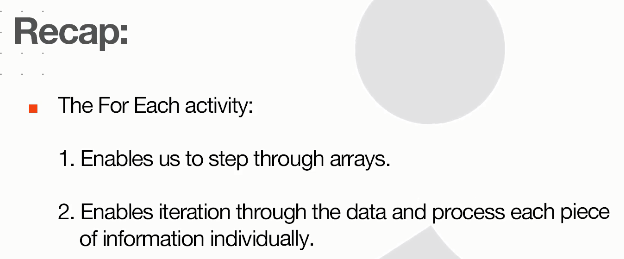 Recap:
The For Each activity:
1. Enables us to step through arrays.
2. Enables iteration through the data and process each piece
of information individually.